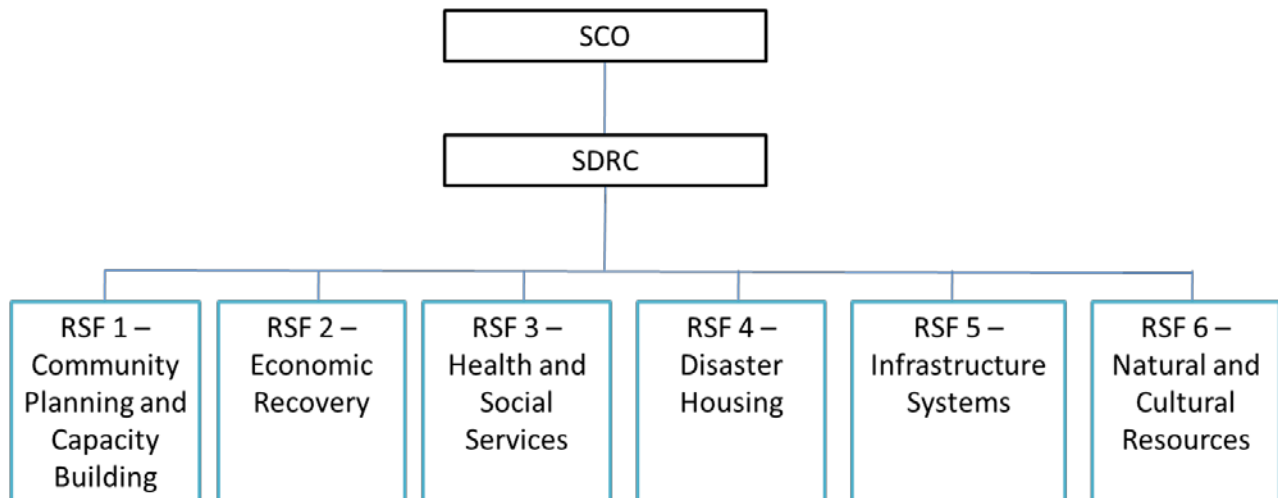 SCO
SDRC
RSF 1 –
Community
Planning and
Capacity
Building
RSF 2 –
Economic
Recovery
RSF 3 –
Health and
Social
Services
RSF 4 –
Disaster
Housing
RSF 5 –
Infrastructure
Systems
RSF 6 –
Natural and
Cultural
Resources